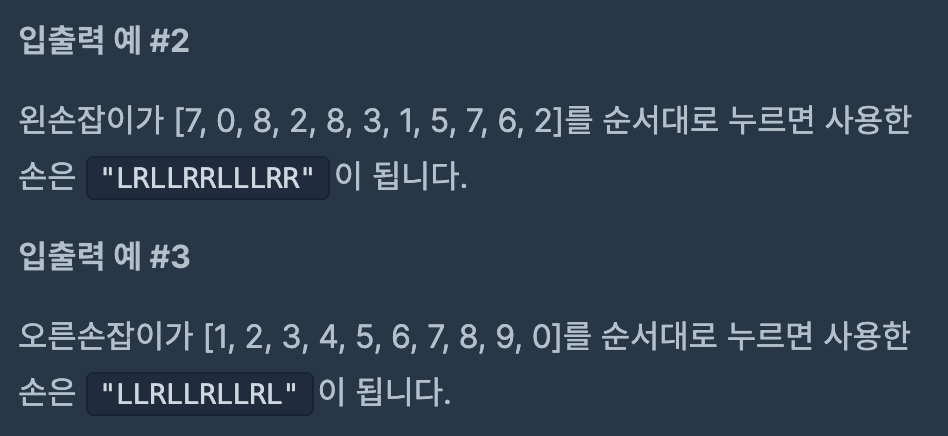 입출력 예 #2
왼손잡이가 [7, 0, 8, 2, 8, 3, 1, 5, 7, 6, 2]를 순서대로 누르면 사용한
손은 "LRLLRRLLLRR" 이 됩니다.
입출력 예 #3
오른손잡이가 [1, 2, 3, 4, 5, 6, 7, 8, 9, 0]를 순서대로 누르면 사용한
손은 "LLRLLRLLRL" 이 됩니다.